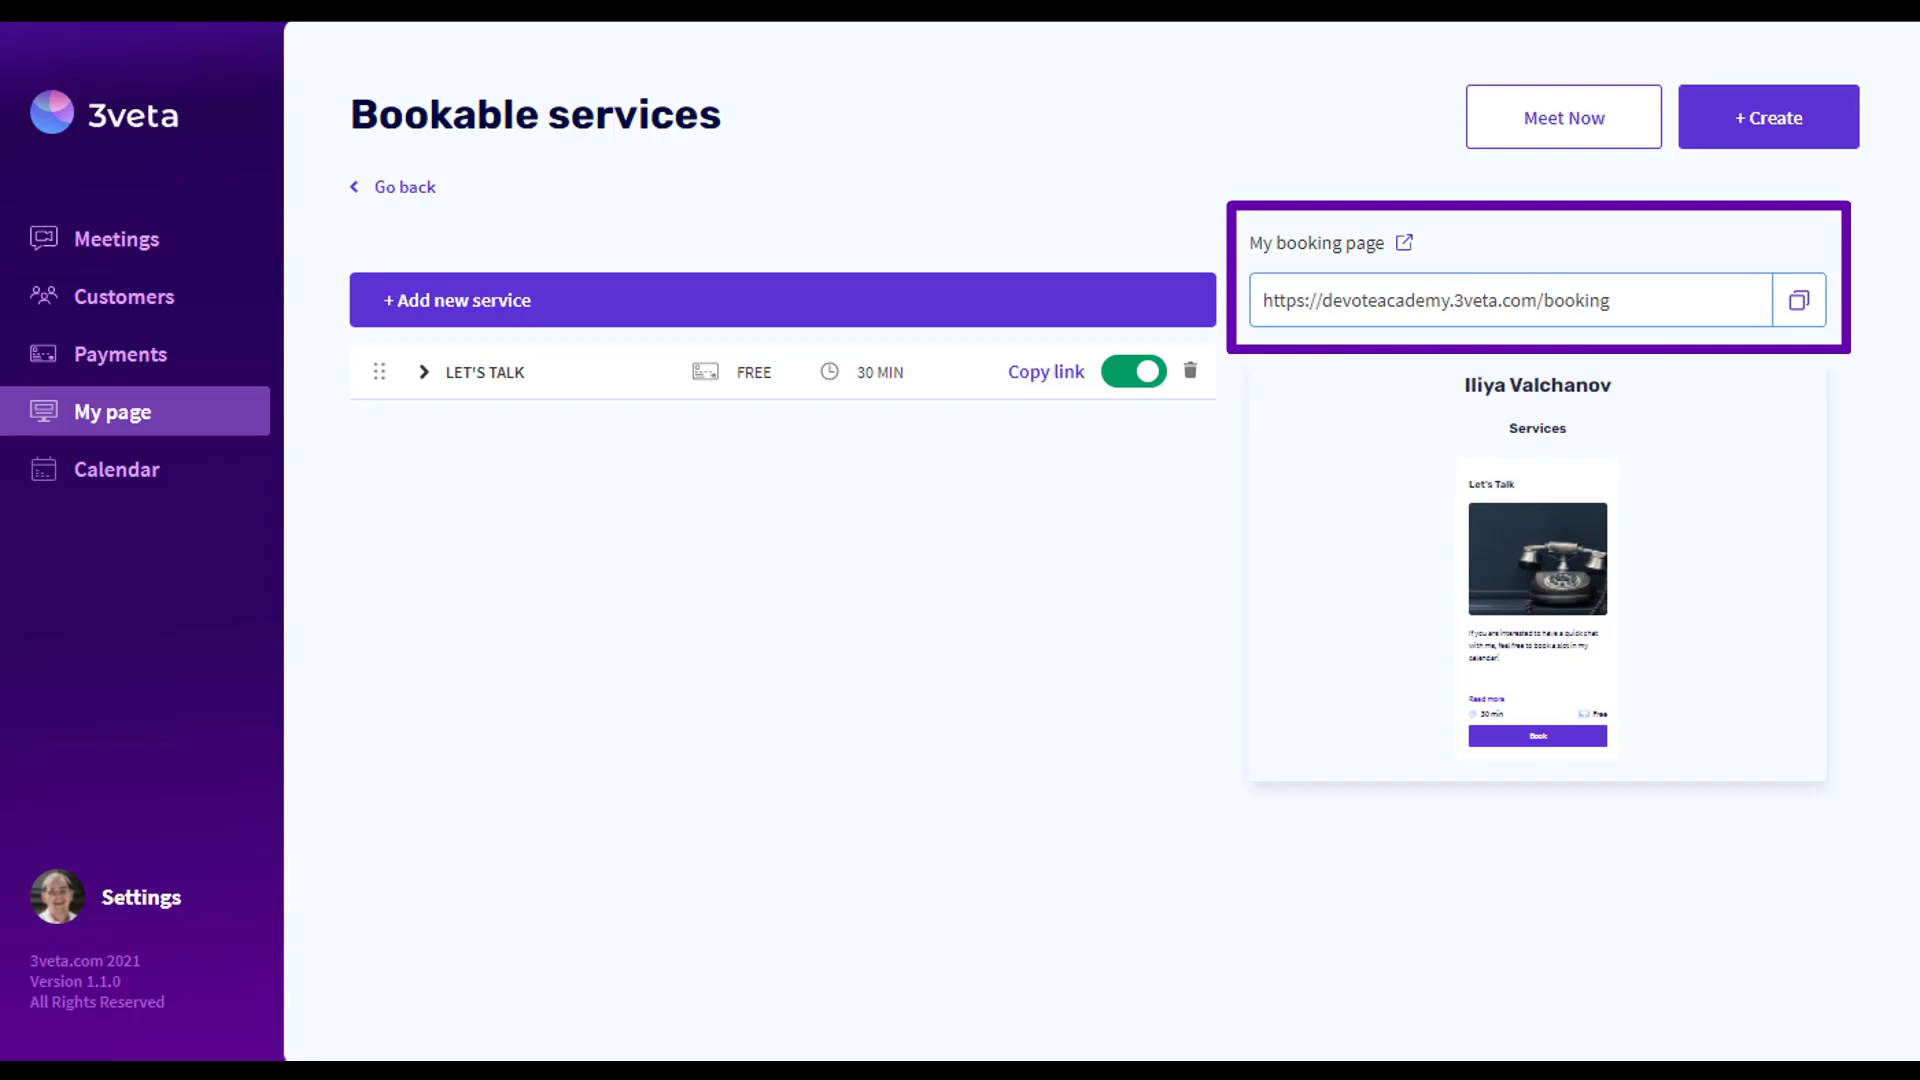 3veta
Meetings
Customers
Payments
My page
Calendar
Settings
3veta.com 2021
Version 1.1.0
All Rights Reserved
Bookable services
Go back
Meet Now
+ Create
+ Add new service
LET'S TALK
FREE
30 MIN
Copy link
My booking page
https://devoteacademy.3veta.com/booking
Iliya Valchanov
Services
Let's Talk
If you are interested to have a quick chat
with me, feel free to book a slot in my
calendar!
Read more
30 min
Free
Book